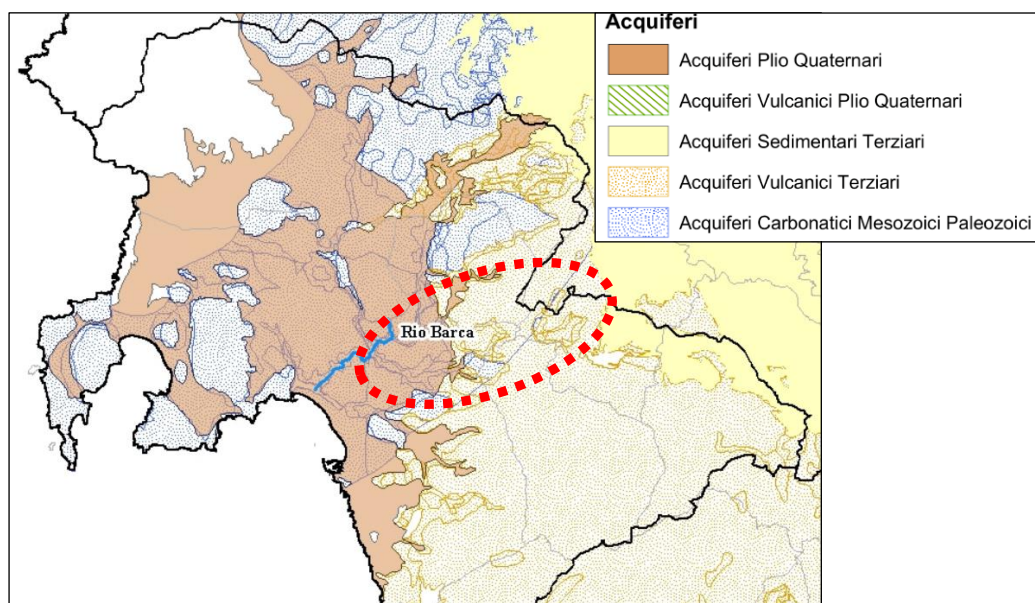 Acquiferi
Acquiferi Plio Quaternari
Acquiferi Vulcanici Plio Quaternari
Acquiferi Sedimentari Terziari
Acquiferi Vulcanici Terziari
Acquiferi Carbonatici Mesozoici Paleozoici
Rio Barca